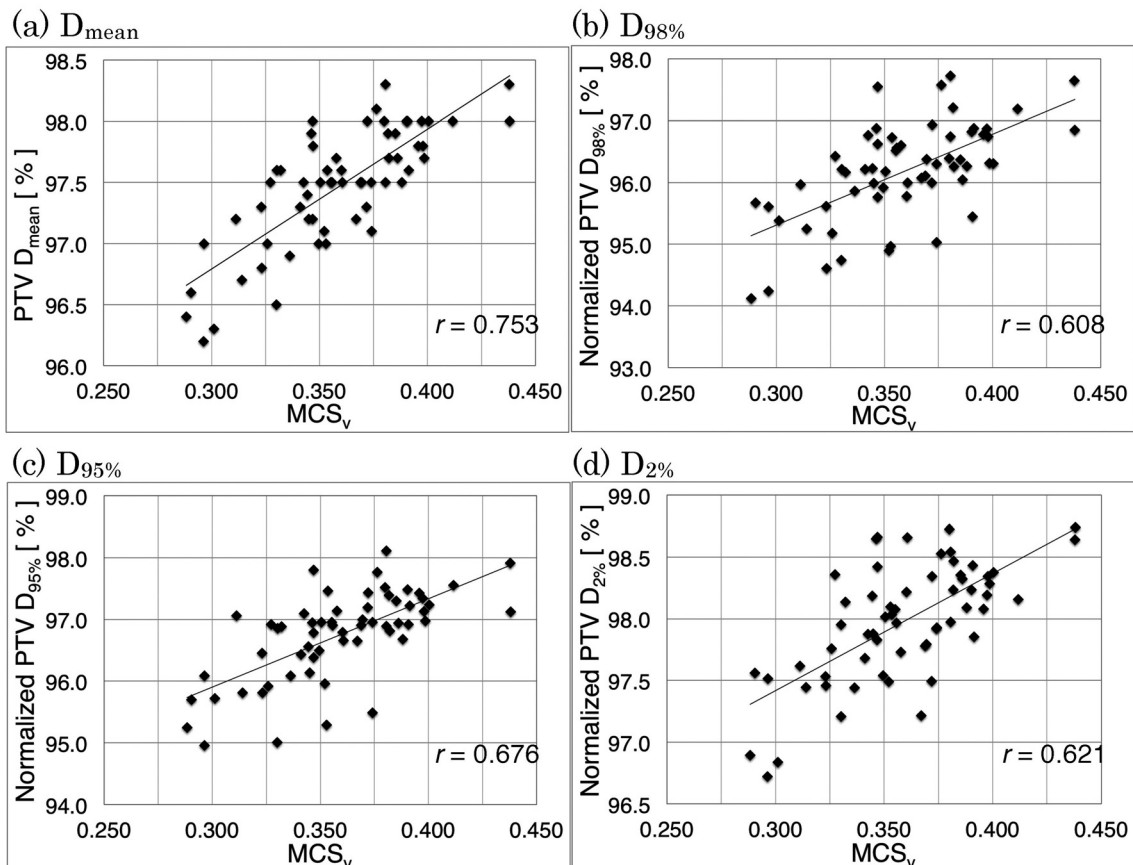 (a) Dmean
98.5
98.0
97.5
97.0
96.5
96.0
PTV Dmean [ % ]
r = 0.753
0.250 0.300 0.350 0.400 0.450
MCSv
(b) D98%
98.0
97.0
96.0
95.0
94.0
93.0
Normalized PTV D98% [ % ]
r = 0.608
0.250 0.300 0.350 0.400 0.450
MCSv
(c) D95%
99.0
98.0
97.0
96.0
95.0
94.0
Normalized PTV D95% [ % ]
r = 0.676
0.250 0.300 0.350 0.400 0.450
MCSv
(d) D2%
99.0
98.5
98.0
97.5
97.0
96.5
Normalized PTV D2% [ % ]
r = 0.621
0.250 0.300 0.350 0.400 0.450
MCSv